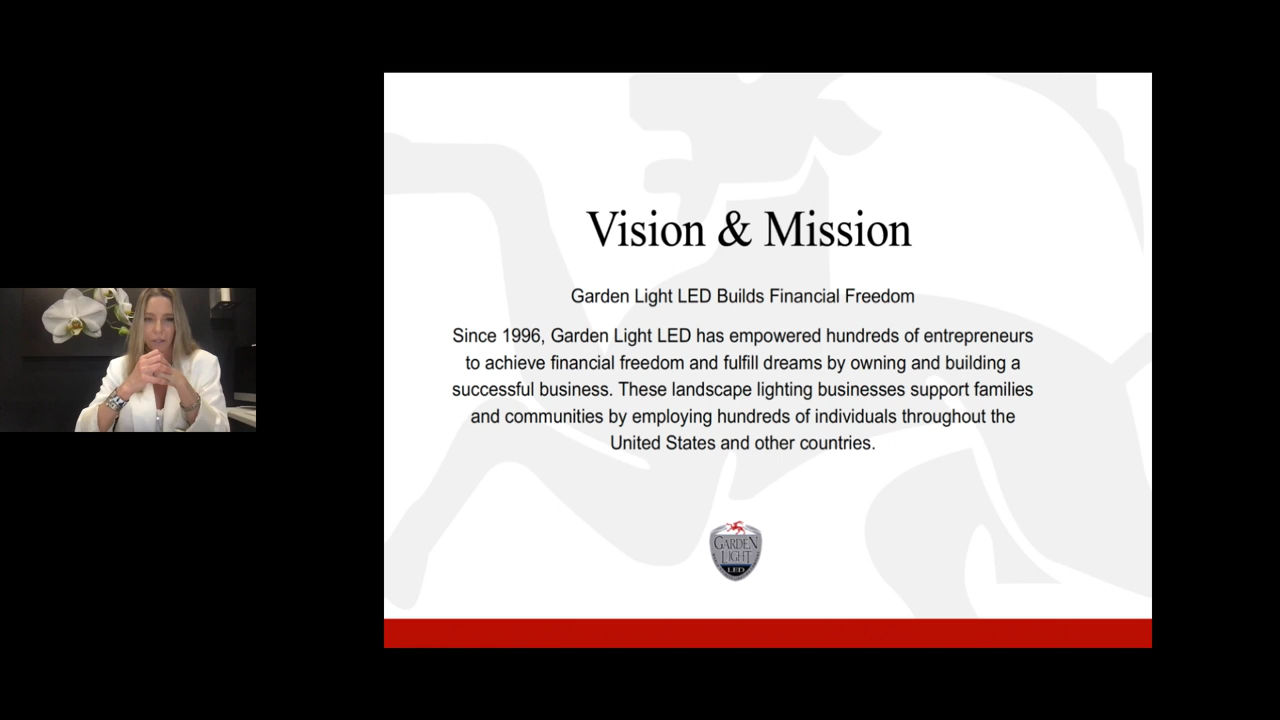 Vision & Mission
Garden Light LED Builds Financial Freedom
Since 1996, Garden Light LED has empowered hundreds of entrepreneurs
to achieve financial freedom and fulfill dreams by owning and building a
successful business. These landscape lighting businesses support families
and communities by employing hundreds of individuals throughout the
United States and other countries.
GARDEN
LIGHT
LED